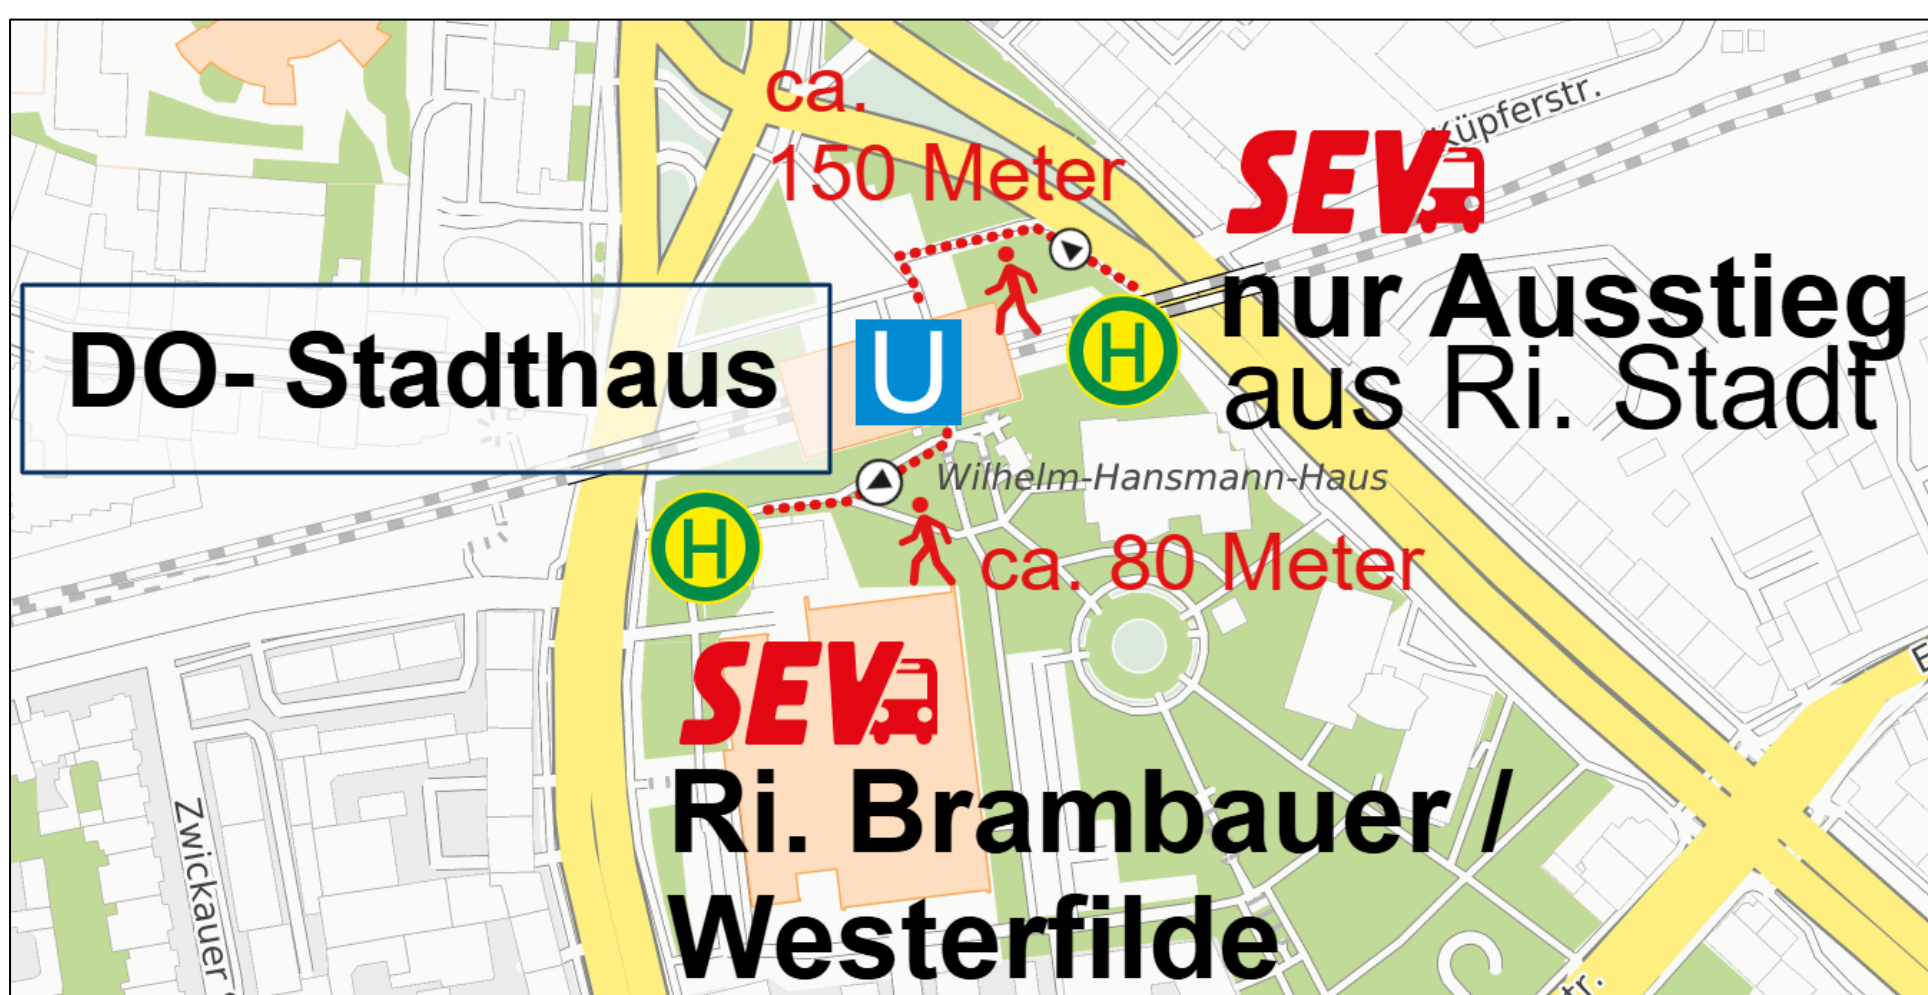 ca.
150 Meter
Küpferstr.
SEV
nur Ausstieg
aus Ri. Stadt
DO- Stadthaus
U
H
Wilhelm-Hansmann-Haus
H
ca. 80 Meter
SEV
Ri. Brambauer /
Westerfilde
Zwickauer